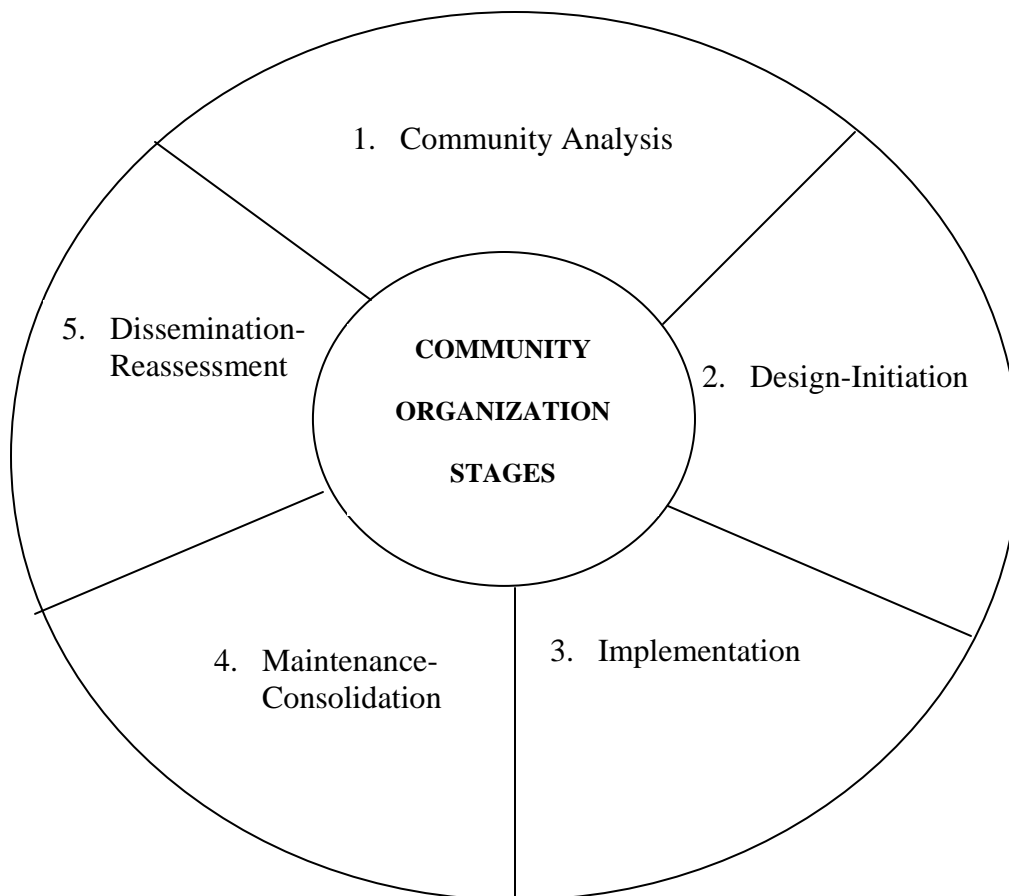 1. Community Analysis
2. Design-Initiation
3. Implementation
4. Maintenance-
Consolidation
5. Dissemination-
Reassessment
COMMUNITY
ORGANIZATION
STAGES